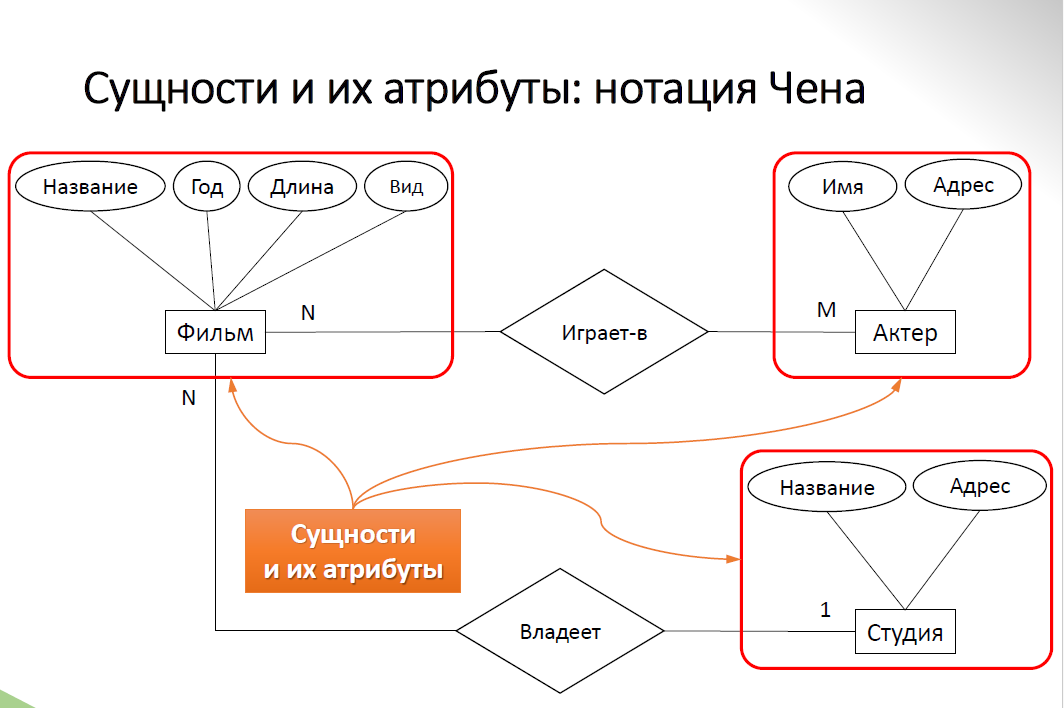 Сущности и их атрибуты: нотация Чена
Название
Год
Длина
Вид
Имя
Адрес
N
M
Фильм
Играет-в
Актер
N
Название
Адрес
Сущности
и их атрибуты
1
Владеет
Студия